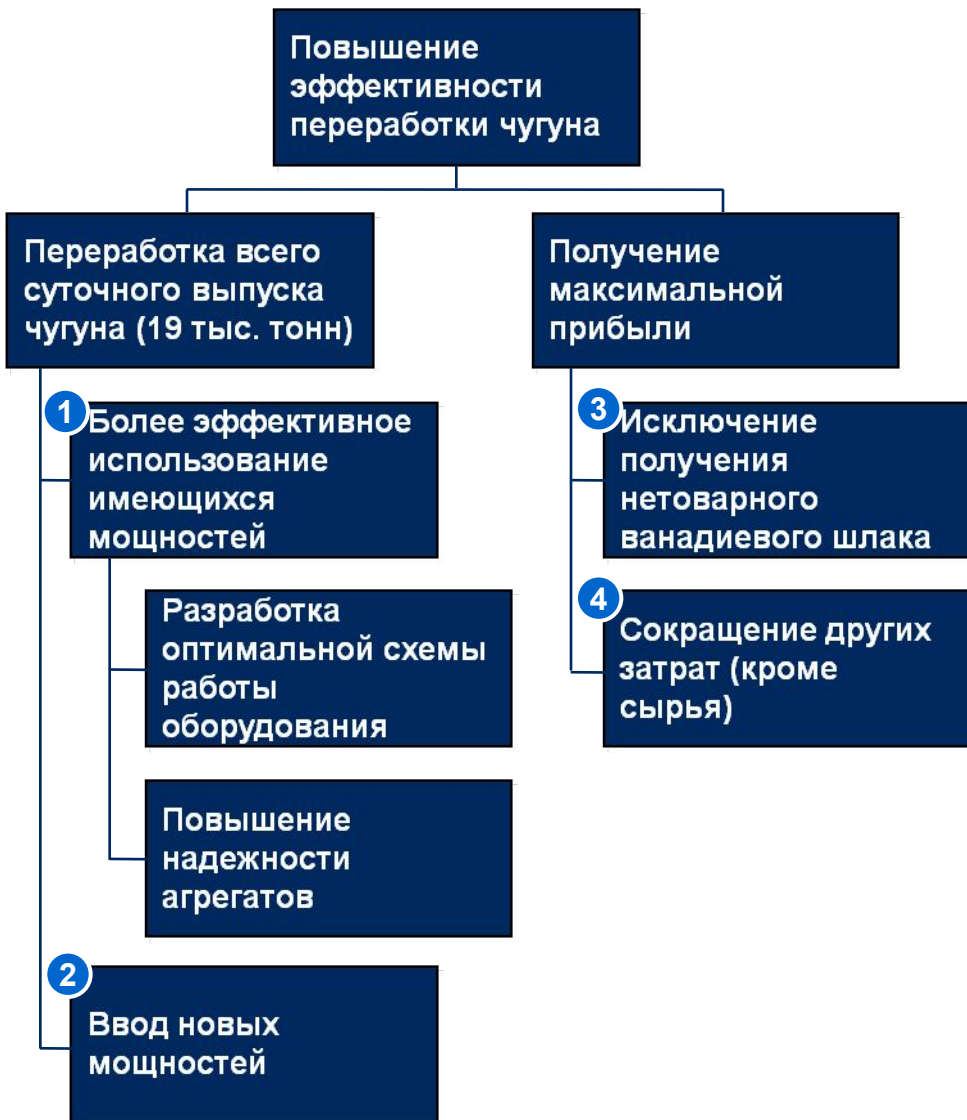 Повышение
эффективности
переработки чугуна
Переработка всего
суточного выпуска
чугуна (19 тыс. тонн)
Получение
максимальной
прибыли
1
Более эффективное
использование
имеющихся
мощностей
3
Исключение
получения
нетоварного
ванадиевого шлака
Разработка
оптимальной схемы
работы
оборудования
4
Сокращение других
затрат (кроме
сырья)
Повышение
надежности
агрегатов
2
Ввод новых
мощностей